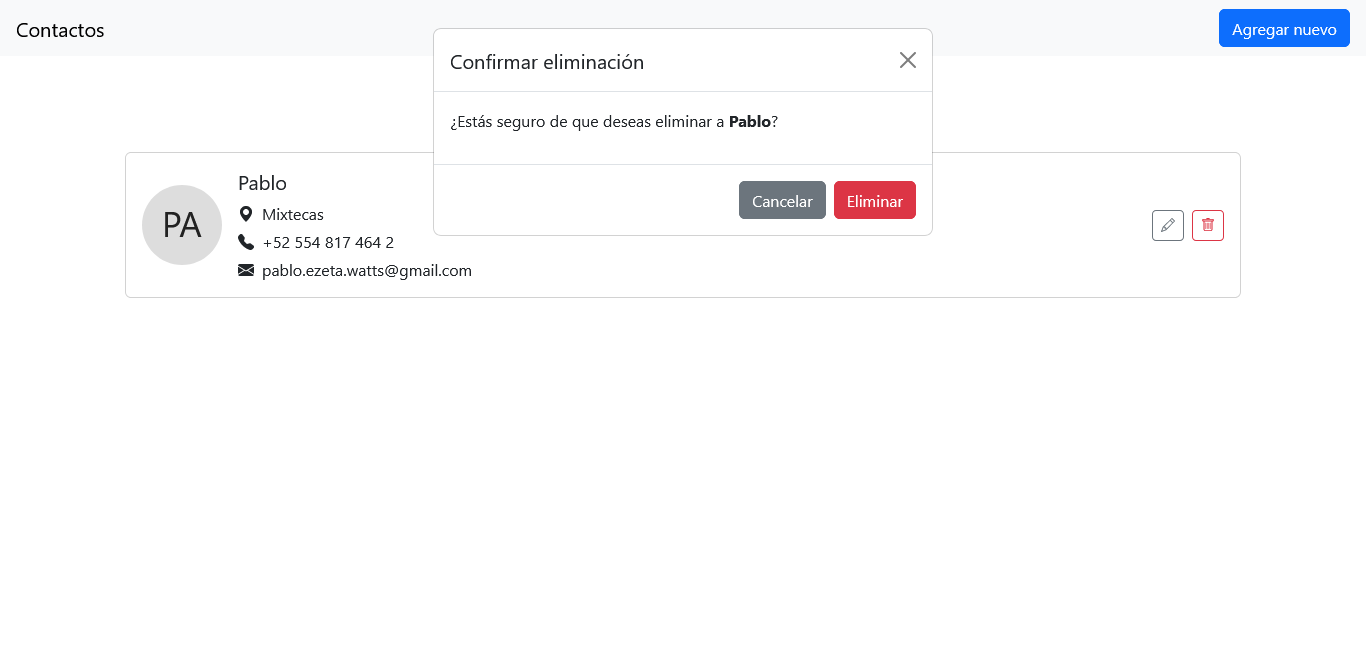 Contactos
Agregar nuevo
Confirmar eliminación
¿Estás seguro de que deseas eliminar a Pablo?
Cancelar
Eliminar
PA
Pablo
Mixtecas
+52 554 817 464 2
pablo.ezeta.watts@gmail.com